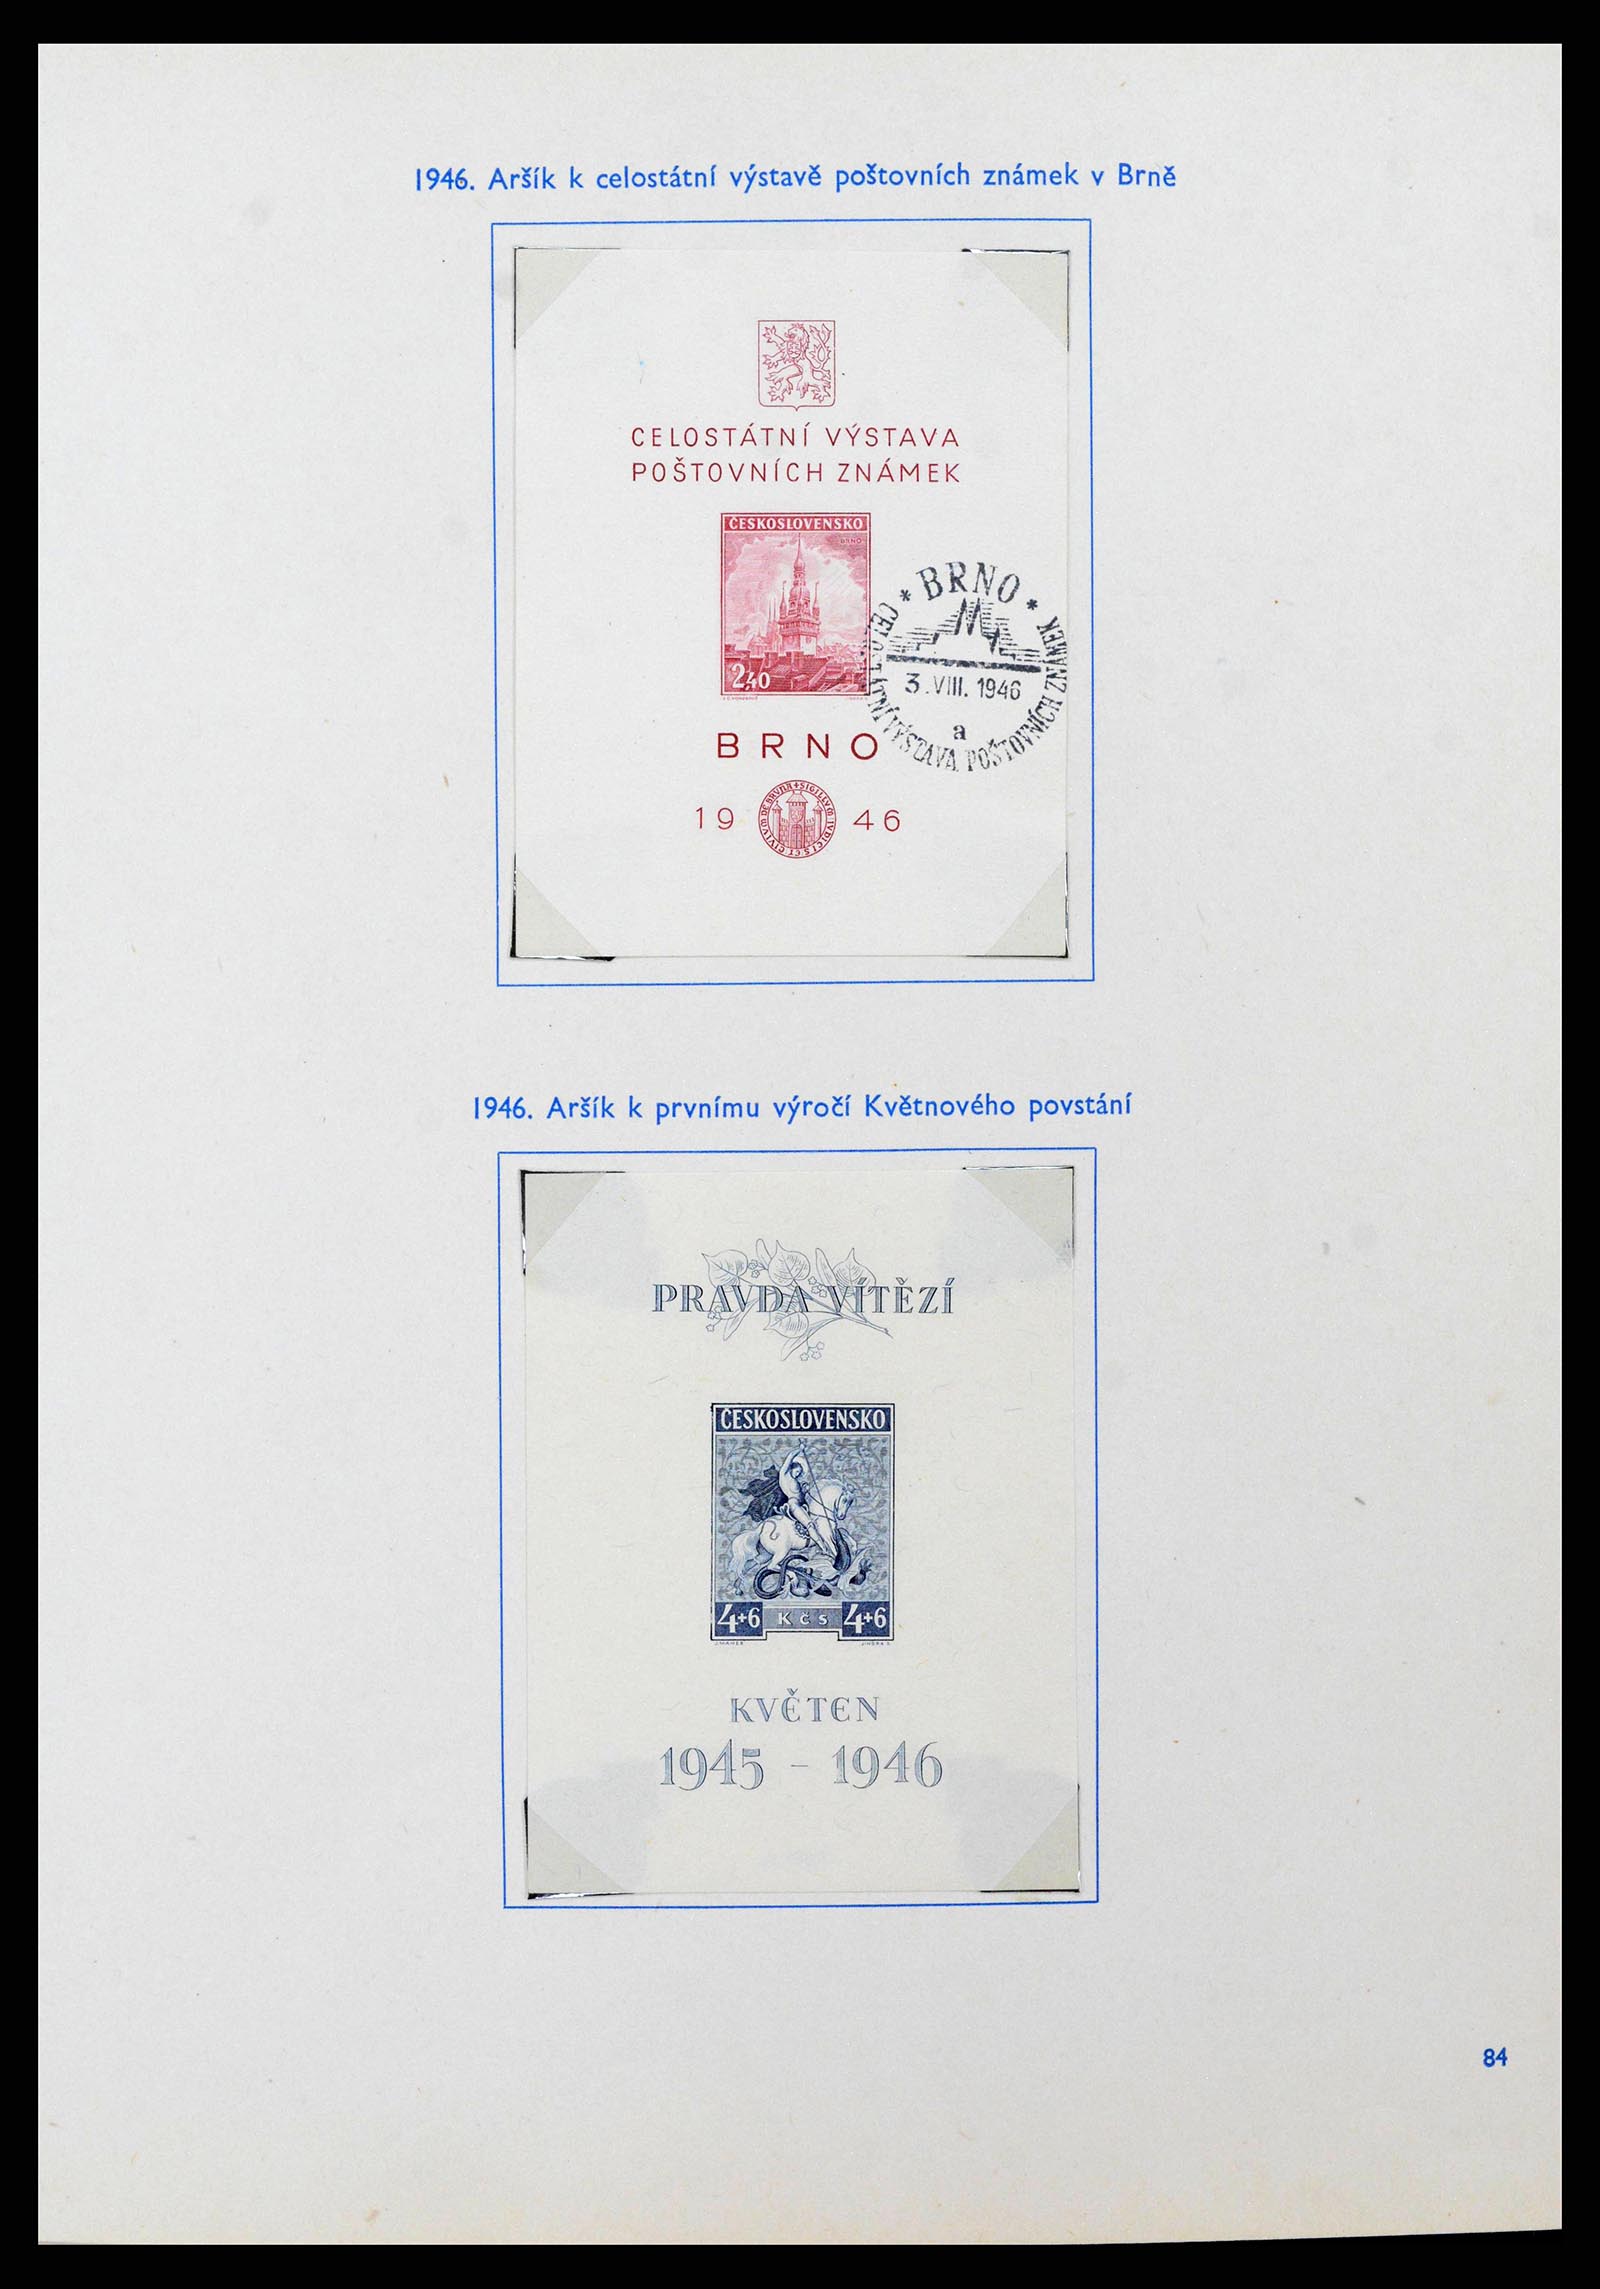 1946. Aršík k celostátní výstavě poštovních známek v Brně
CELOSTÁTNÍ VÝSTAVA
POŠTOVNÍCH ZNÁMEK
ČESKOSLOVENSKO
BRNO
2,40
* BRNO *
3.VIII.1946
a
CELOSTÁTNÍ VÝSTAVA POŠTOVNÍCH ZNÁMEK
BRNO
19 46
1946. Aršík k prvnímu výročí Květnového povstání
PRAVDA VÍTĚZÍ
ČESKOSLOVENSKO
4+6 Kčs 4+6
KVĚTEN
1945 - 1946
84